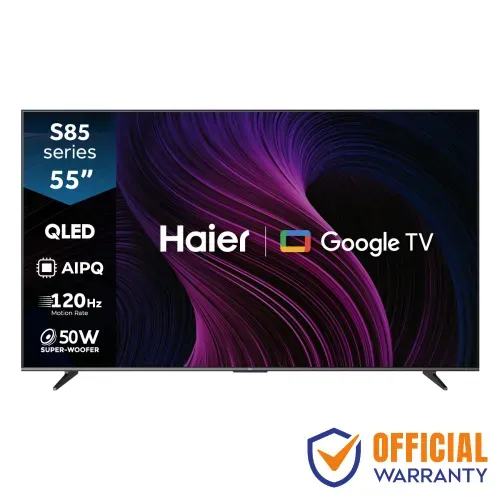 S85
series
55”
QLED
AIPQ
120Hz
Motion Rate
50W
SUPER-WOOFER
Haier | Google TV
OFFICIAL
WARRANTY